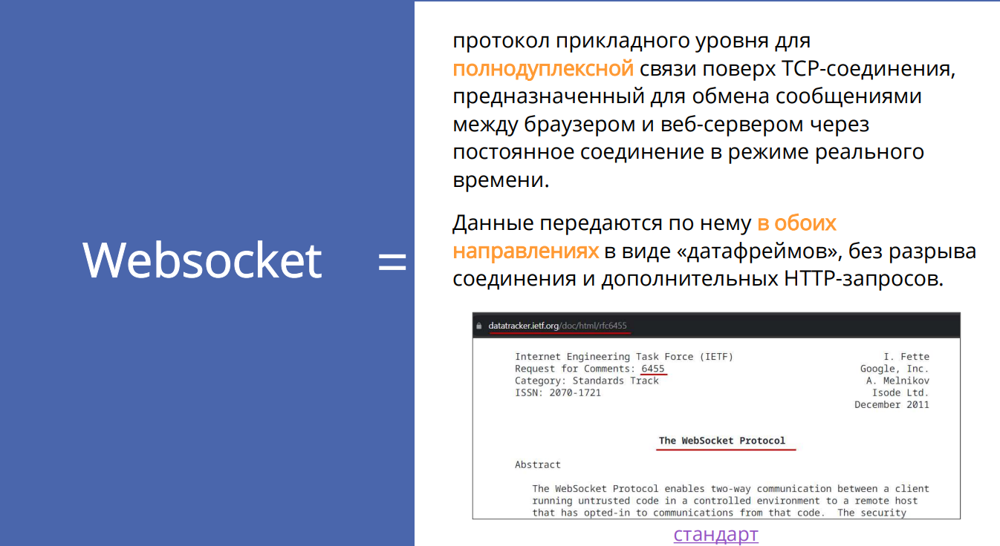 Websocket =
протокол прикладного уровня для
полнодуплексной связи поверх TCP-соединения,
предназначенный для обмена сообщениями
между браузером и веб-сервером через
постоянное соединение в режиме реального
времени.
Данные передаются по нему в обоих
направлениях в виде «датафреймов», без разрыва
соединения и дополнительных HTTP-запросов.
datatracker.ietf.org/doc/html/rfc6455
Internet Engineering Task Force (IETF) I. Fette
Request for Comments: 6455 Google, Inc.
Category: Standards Track A. Melnikov
ISSN: 2070-1721 Isode Ltd.
December 2011
The WebSocket Protocol
Abstract
The WebSocket Protocol enables two-way communication between a client
running untrusted code in a controlled environment to a remote host
that has opted-in to communications from that code. The security
стандарт